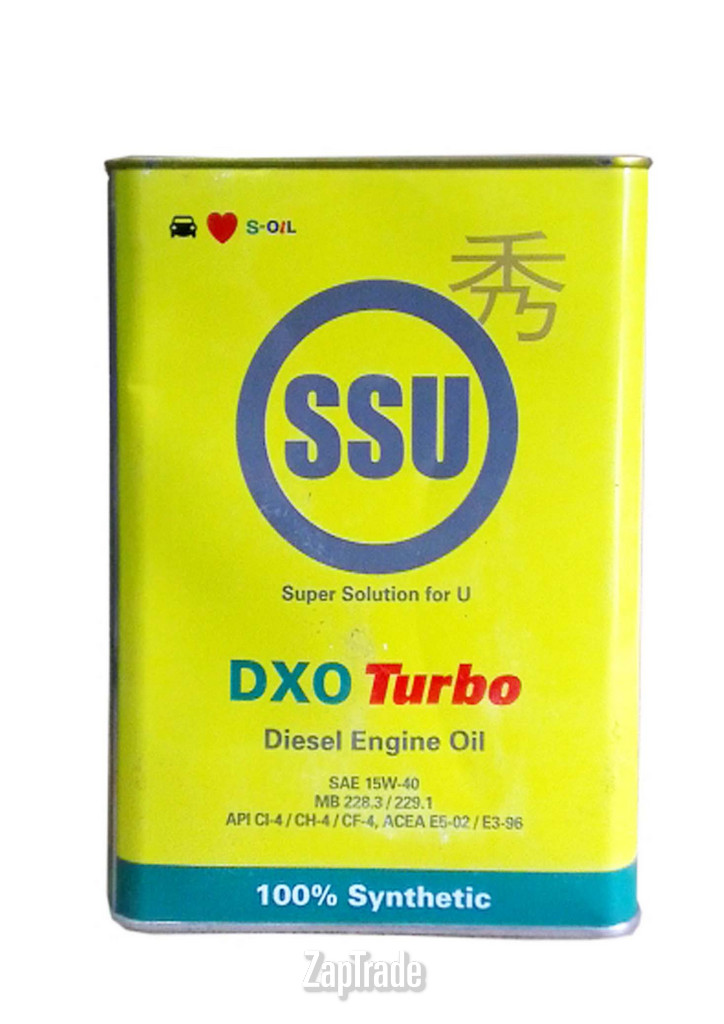 S-OIL
秀
SSU
Super Solution for U
DXO Turbo
Diesel Engine Oil
SAE 15W-40
MB 228.3 / 229.1
API CI-4 / CH-4 / CF-4, ACEA E5-02 / E3-96
100% Synthetic
ZapTrade